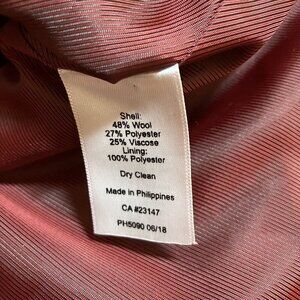 Shell:
48% Wool
27% Polyester
25% Viscose
Lining:
100% Polyester
Dry Clean
Made in Philippines
CA #23147
PH5090 06/18